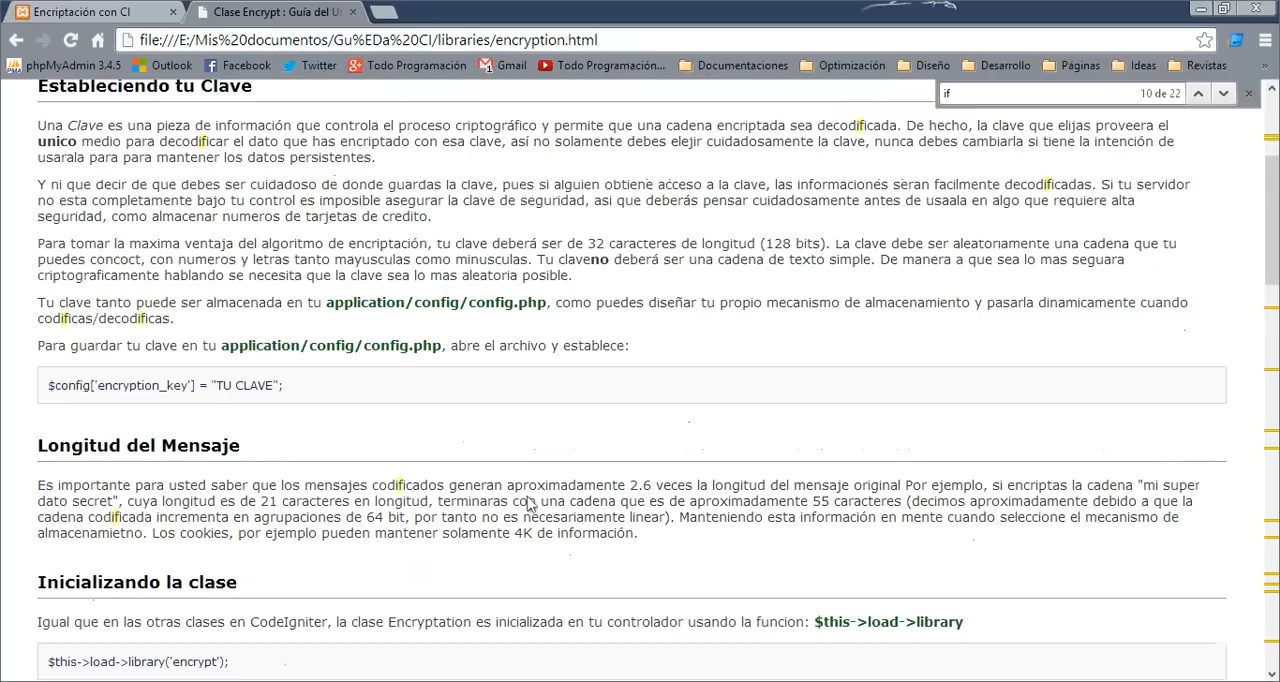 Encriptación con CI
Clase Encrypt : Guía del U
file:///E:/Mis%20documentos/Gu%EDa%20CI/libraries/encryption.html
phpMyAdmin 3.4.5 Outlook Facebook Twitter Todo Programación Gmail Todo Programación... Documentaciones Optimización Diseño Desarrollo Páginas Ideas Revistas »
if 10 de 22
Estableciendo tu Clave
Una Clave es una pieza de información que controla el proceso criptográfico y permite que una cadena encriptada sea decodificada. De hecho, la clave que elijas proveera el
unico medio para decodificar el dato que has encriptado con esa clave, así no solamente debes elejir cuidadosamente la clave, nunca debes cambiarla si tiene la intención de
usarala para para mantener los datos persistentes.
Y ni que decir de que debes ser cuidadoso de donde guardas la clave, pues si alguien obtiene acceso a la clave, las informaciones seran facilmente decodificadas. Si tu servidor
no esta completamente bajo tu control es imposible asegurar la clave de seguridad, asi que deberás pensar cuidadosamente antes de usaala en algo que requiere alta
seguridad, como almacenar numeros de tarjetas de credito.
Para tomar la maxima ventaja del algoritmo de encriptación, tu clave deberá ser de 32 caracteres de longitud (128 bits). La clave debe ser aleatoriamente una cadena que tu
puedes concoct, con numeros y letras tanto mayusculas como minusculas. Tu claveno deberá ser una cadena de texto simple. De manera a que sea lo mas seguara
criptograficamente hablando se necesita que la clave sea lo mas aleatoria posible.
Tu clave tanto puede ser almacenada en tu application/config/config.php, como puedes diseñar tu propio mecanismo de almacenamiento y pasarla dinamicamente cuando
codificas/decodificas.
Para guardar tu clave en tu application/config/config.php, abre el archivo y establece:
$config['encryption_key'] = "TU CLAVE";
Longitud del Mensaje
Es importante para usted saber que los mensajes codificados generan aproximadamente 2.6 veces la longitud del mensaje original Por ejemplo, si encriptas la cadena "mi super
dato secret", cuya longitud es de 21 caracteres en longitud, terminaras con una cadena que es de aproximadamente 55 caracteres (decimos aproximadamente debido a que la
cadena codificada incrementa en agrupaciones de 64 bit, por tanto no es necesariamente linear). Manteniendo esta información en mente cuando seleccione el mecanismo de
almacenamietno. Los cookies, por ejemplo pueden mantener solamente 4K de información.
Inicializando la clase
Igual que en las otras clases en CodeIgniter, la clase Encryptation es inicializada en tu controlador usando la funcion: $this->load->library
$this->load->library('encrypt');